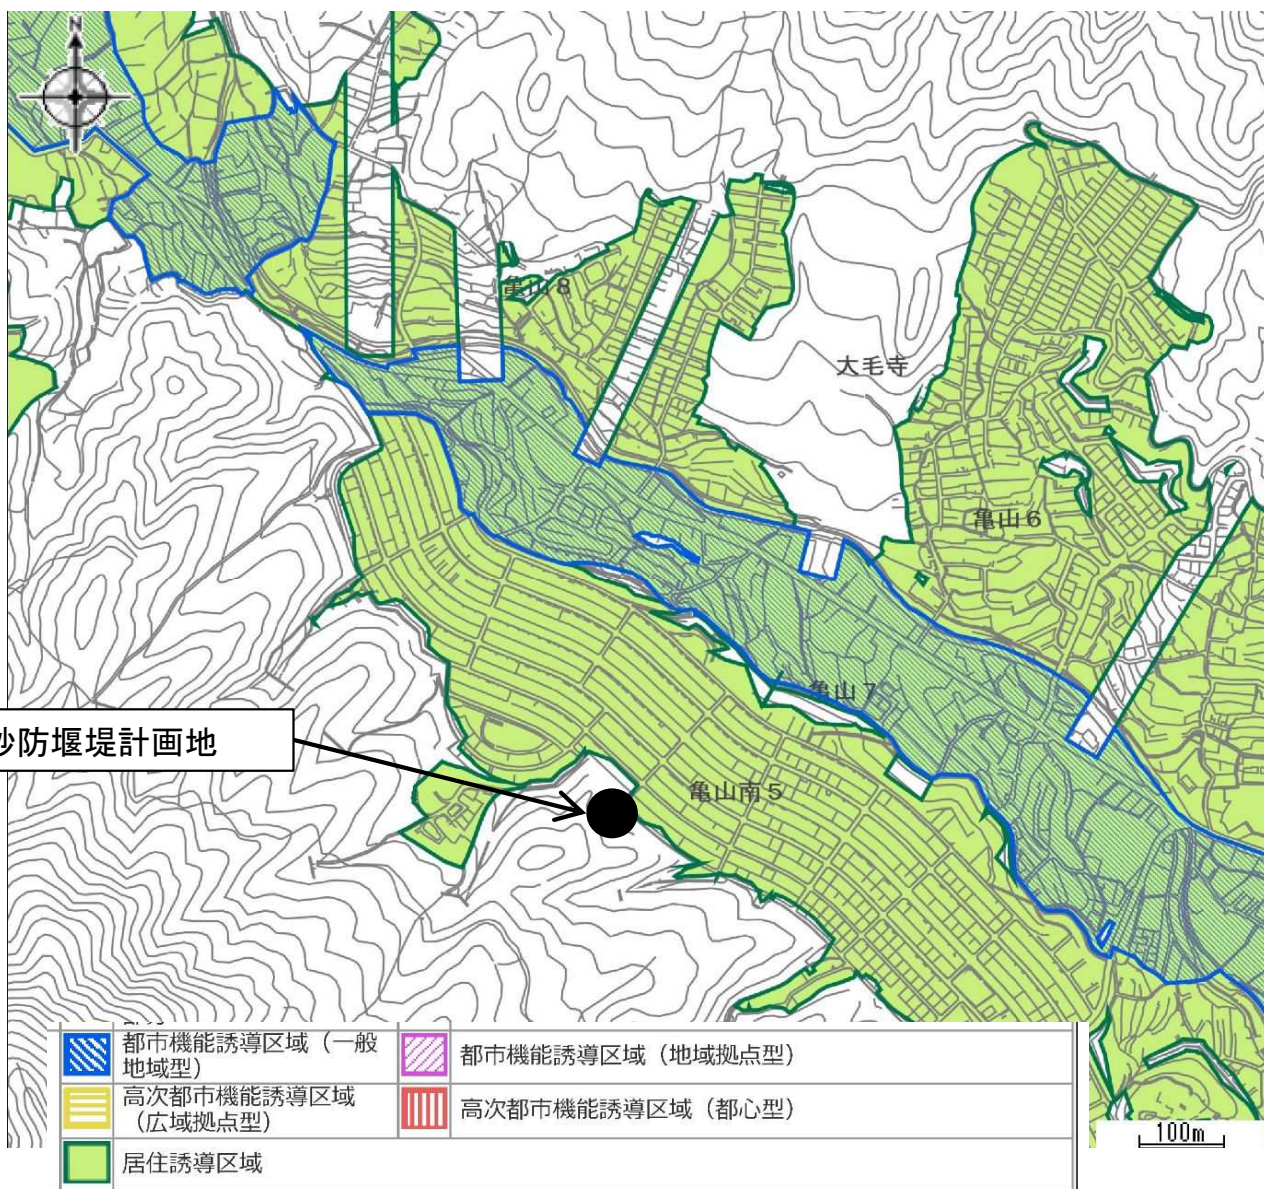 N
亀山8
大毛寺
亀山6
亀山7
砂防堰堤計画地
亀山南5
都市機能誘導区域（一般
地域型）
都市機能誘導区域（地域拠点型）
高次都市機能誘導区域
（広域拠点型）
高次都市機能誘導区域（都心型）
居住誘導区域
100m